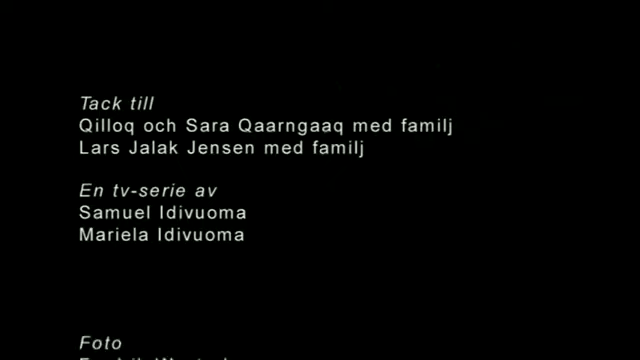 Tack till
Qilloq och Sara Qaarngaaq med familj
Lars Jalak Jensen med familj
En tv-serie av
Samuel Idivuoma
Mariela Idivuoma
Foto